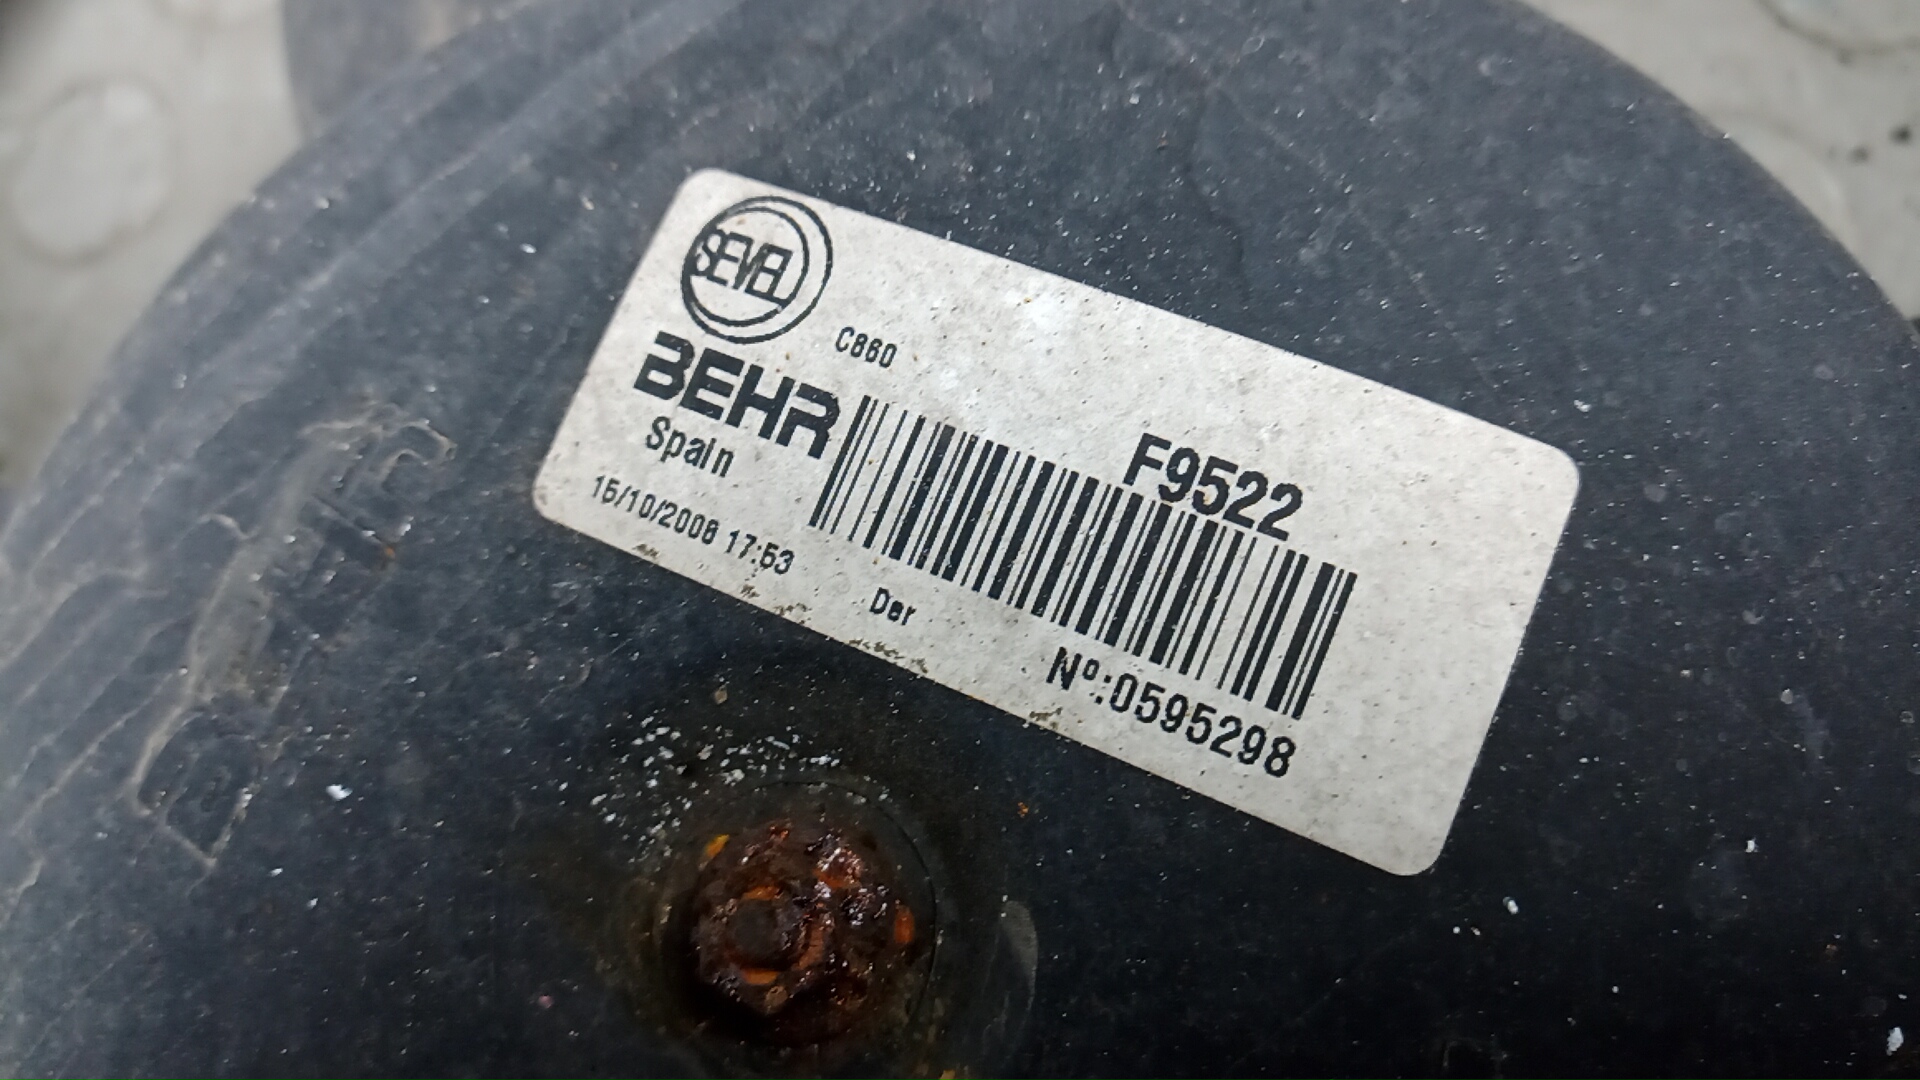 SEVEL
C860
BEHR
F9522
Spain
15/10/2008 17:53
Der
Nº:0595298